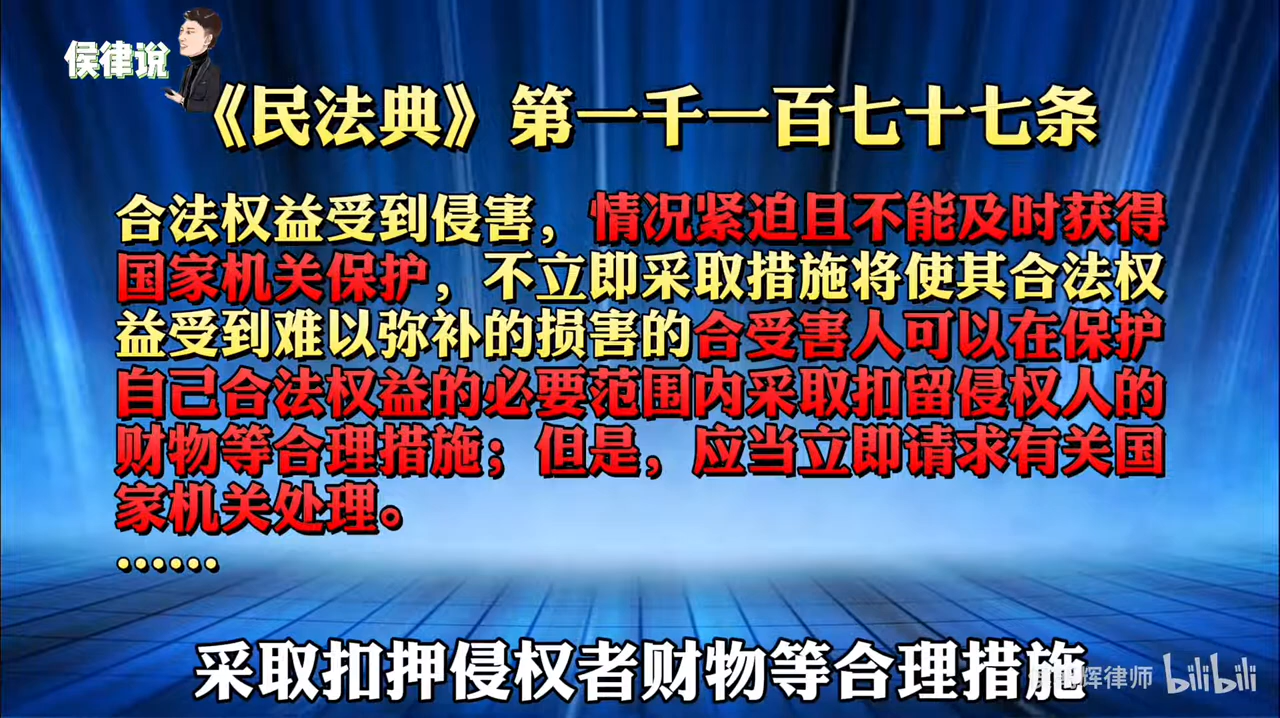 侯律说
《民法典》第一千一百七十七条
合法权益受到侵害，情况紧迫且不能及时获得
国家机关保护，不立即采取措施将使其合法权
益受到难以弥补的损害的合受害人可以在保护
自己合法权益的必要范围内采取扣留侵权人的
财物等合理措施；但是，应当立即请求有关国
家机关处理。
……
采取扣押侵权者财物等合理措施
辉律师 bilibili